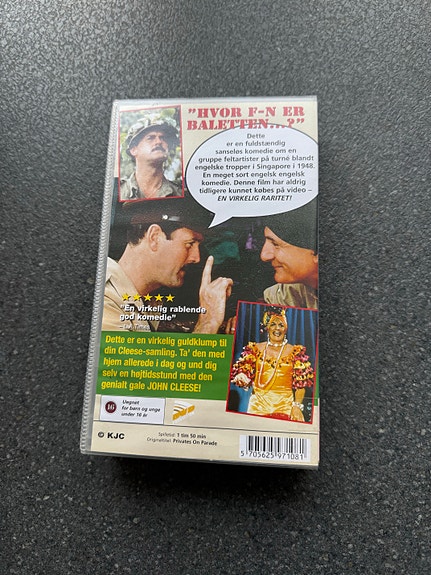 "HVOR F-N ER
BALETTEN...?"
Dette
er en fuldstændig
sanseløs komedie om en
gruppe feltartister på turné blandt
engelske tropper i Singapore i 1948.
En meget sort engelsk engelsk
komedie. Denne film har aldrig
tidligere kunnet købes på video –
EN VIRKELIG RARITET!
"En virkelig rablende
god komedie"
Dette er en virkelig guldklump til
din Cleese-samling. Ta' den med
hjem allerede i dag og und dig
selv en højtidsstund med den
genialt gale JOHN CLEESE!
16
Uegnet
for børn og unge
under 16 år
Spilletid: 1 tim 50 min
Originaltitel: Privates On Parade
© KJC
5 705625 971081